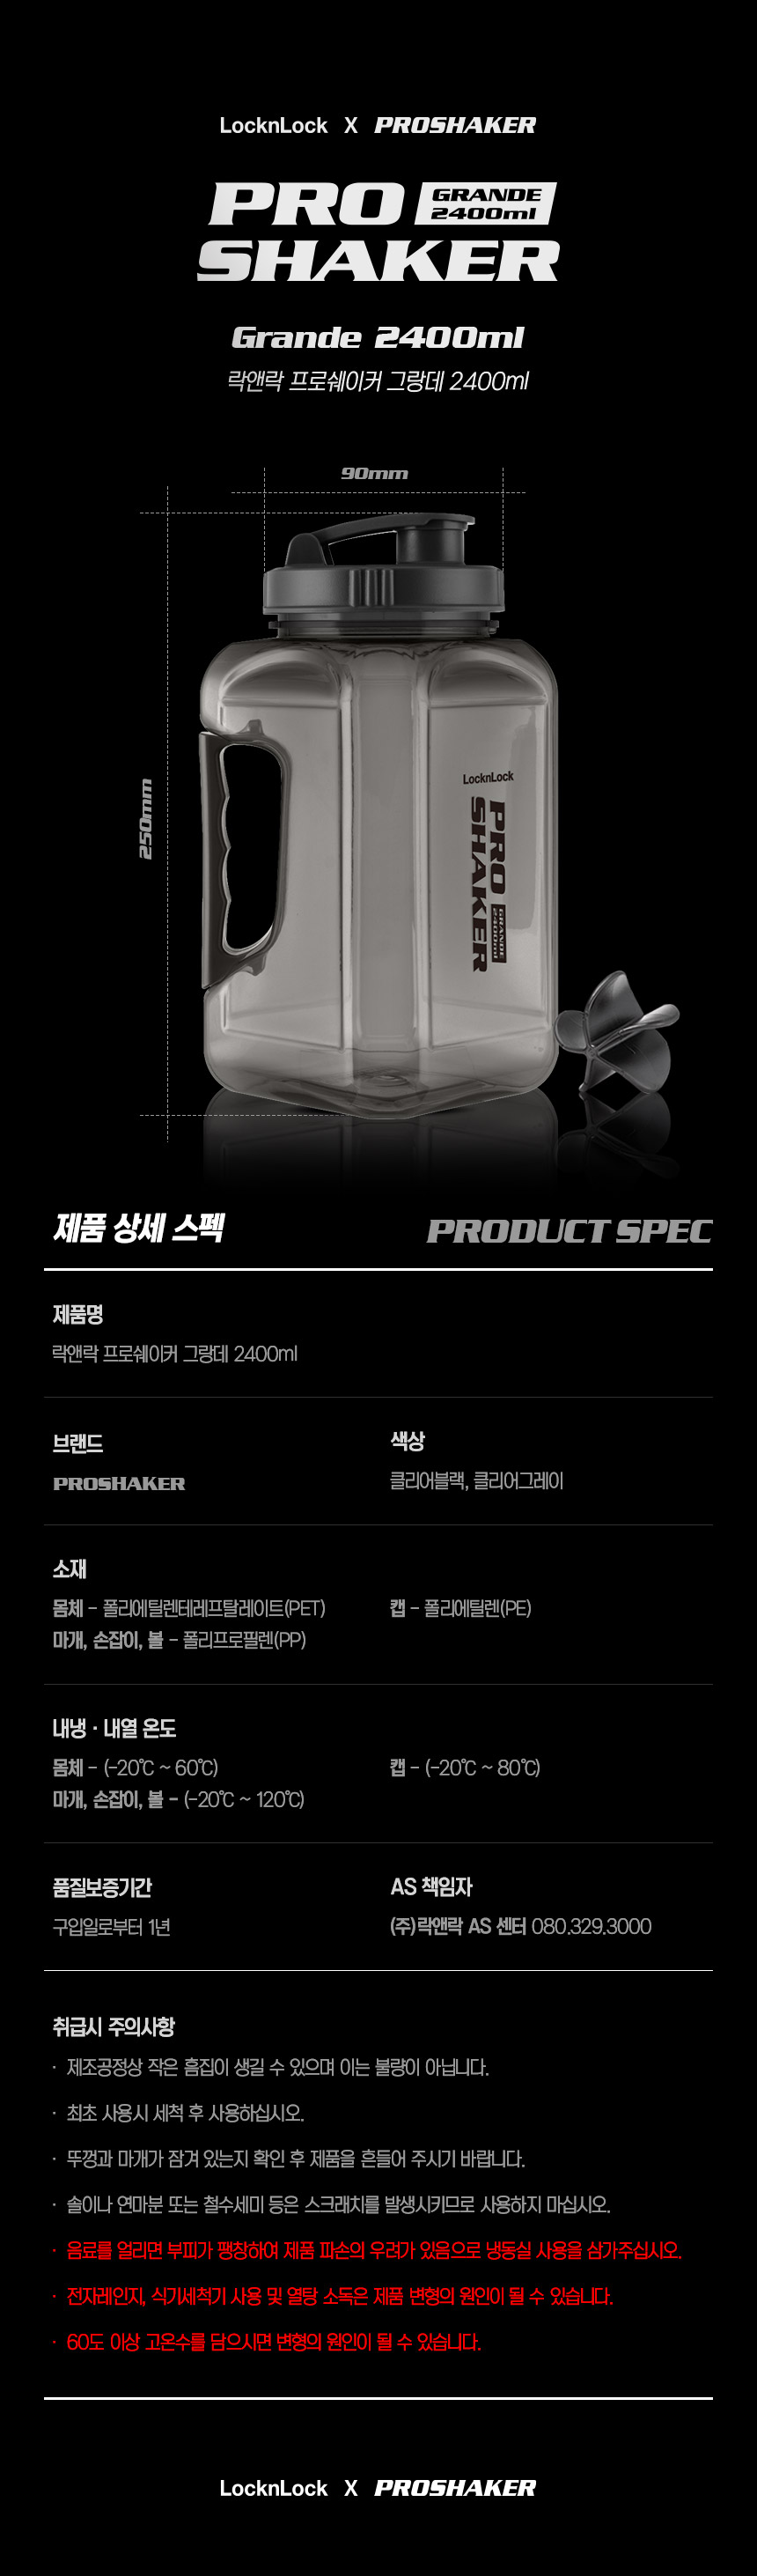 LocknLock X PROSHAKER
PRO GRANDE 2400ml
SHAKER
Grande 2400ml
락앤락 프로쉐이커 그랑데 2400ml
90mm
250mm
LocknLock
PRO SHAKER GRANDE 2400ml
제품 상세 스펙 PRODUCT SPEC
제품명
락앤락 프로쉐이커 그랑데 2400ml
브랜드
PROSHAKER
색상
클리어블랙, 클리어그레이
소재
몸체 - 폴리에틸렌테레프탈레이트(PET)
마개, 손잡이, 볼 - 폴리프로필렌(PP)
캡 - 폴리에틸렌(PE)
내냉 · 내열 온도
몸체 - (-20℃ ~ 60℃)
마개, 손잡이, 볼 - (-20℃ ~ 120℃)
캡 - (-20℃ ~ 80℃)
품질보증기간
구입일로부터 1년
AS 책임자
(주)락앤락 AS 센터 080.329.3000
취급시 주의사항
· 제조공정상 작은 흠집이 생길 수 있으며 이는 불량이 아닙니다.
· 최초 사용시 세척 후 사용하십시오.
· 뚜껑과 마개가 잠겨 있는지 확인 후 제품을 흔들어 주시기 바랍니다.
· 솔이나 연마분 또는 철수세미 등은 스크래치를 발생시키므로 사용하지 마십시오.
· 음료를 얼리면 부피가 팽창하여 제품 파손의 우려가 있음으로 냉동실 사용을 삼가주십시오.
· 전자레인지, 식기세척기 사용 및 열탕 소독은 제품 변형의 원인이 될 수 있습니다.
· 60도 이상 고온수를 담으시면 변형의 원인이 될 수 있습니다.
LocknLock X PROSHAKER